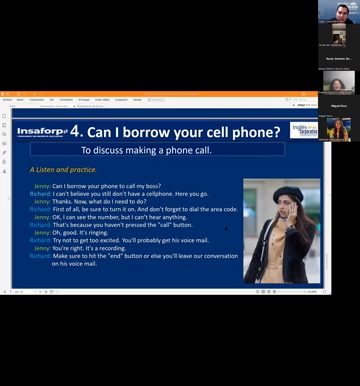 Insaforp
4. Can I borrow your cell phone?
To discuss making a phone call.
A Listen and practice.
Jenny: Can I borrow your phone to call my boss?
Richard: I can't believe you still don't have a cellphone. Here you go.
Jenny: Thanks. Now, what do I need to do?
Richard: First of all, be sure to turn it on. And don't forget to dial the area code.
Jenny: OK, I can see the number, but I can't hear anything.
Richard: That's because you haven't pressed the "call" button.
Jenny: Oh, good. It's ringing.
Richard: Try not to get too excited. You'll probably get his voice mail.
Jenny: You're right. It's a recording.
Richard: Make sure to hit the "end" button or else you'll leave our conversation
on his voice mail.